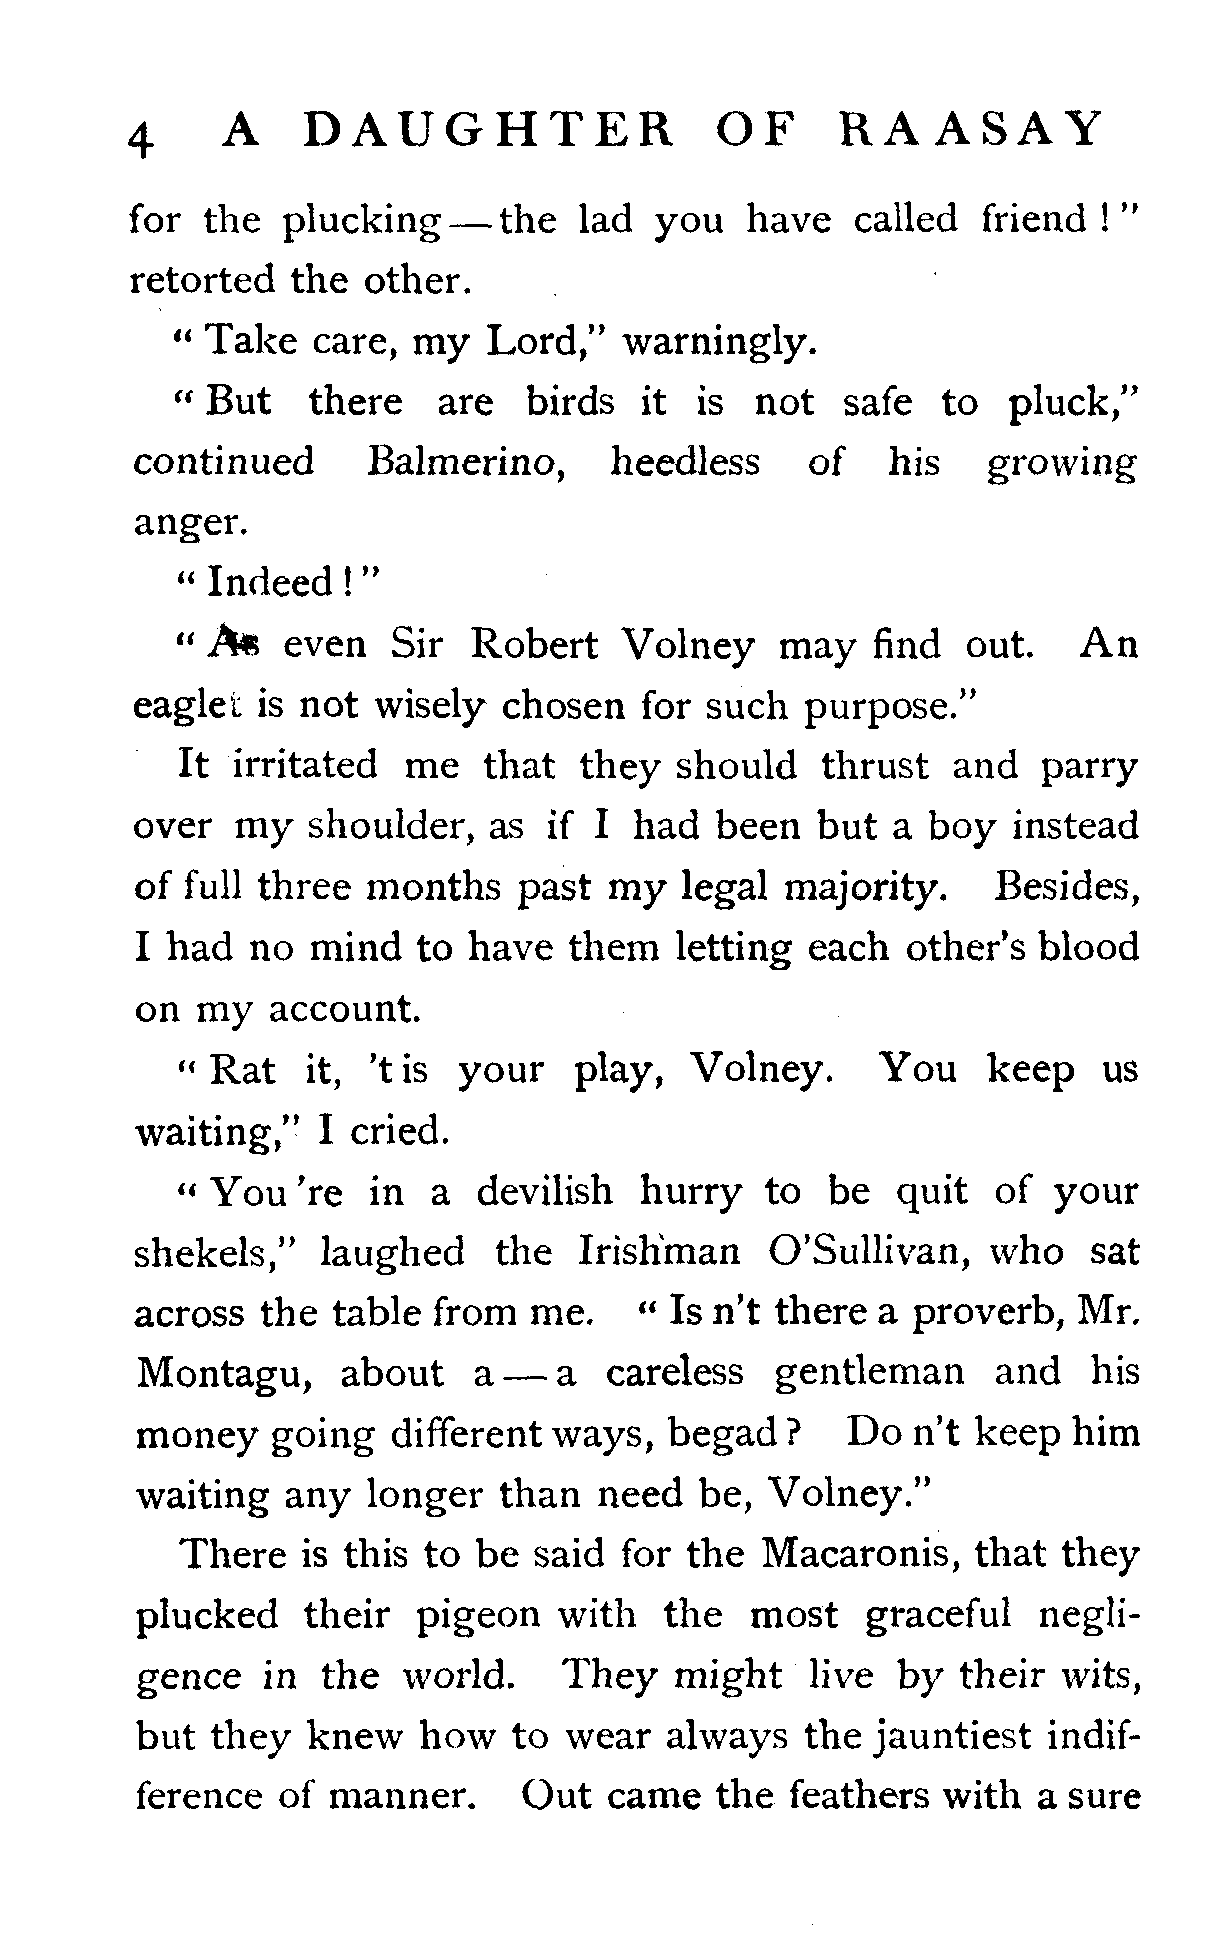 4 A DAUGHTER OF RAASAY
for the plucking—the lad you have called friend!"
retorted the other.
"Take care, my Lord," warningly.
"But there are birds it is not safe to pluck,"
continued Balmerino, heedless of his growing
anger.
"Indeed!"
"As even Sir Robert Volney may find out. An
eaglet is not wisely chosen for such purpose."
It irritated me that they should thrust and parry
over my shoulder, as if I had been but a boy instead
of full three months past my legal majority. Besides,
I had no mind to have them letting each other's blood
on my account.
"Rat it, 't is your play, Volney. You keep us
waiting," I cried.
"You 're in a devilish hurry to be quit of your
shekels," laughed the Irishman O'Sullivan, who sat
across the table from me. "Is n't there a proverb, Mr.
Montagu, about a—a careless gentleman and his
money going different ways, begad? Do n't keep him
waiting any longer than need be, Volney."
There is this to be said for the Macaronis, that they
plucked their pigeon with the most graceful negli-
gence in the world. They might live by their wits,
but they knew how to wear always the jauntiest indif-
ference of manner. Out came the feathers with a sure